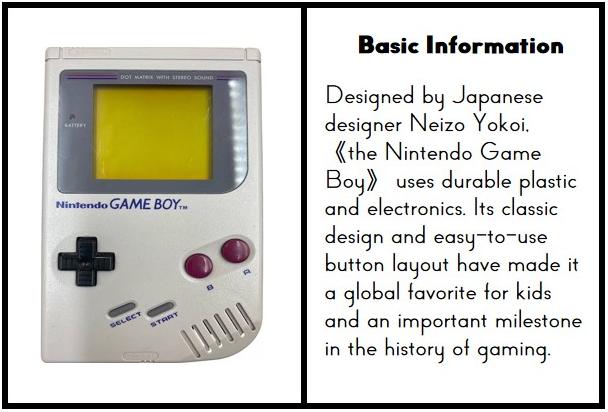 DOT MATRIX WITH STEREO SOUND
BATTERY
Nintendo GAME BOY TM
B
A
SELECT
START
Basic Information
Designed by Japanese
designer Neizo Yokoi,
《the Nintendo Game
Boy》 uses durable plastic
and electronics. Its classic
design and easy-to-use
button layout have made it
a global favorite for kids
and an important milestone
in the history of gaming.